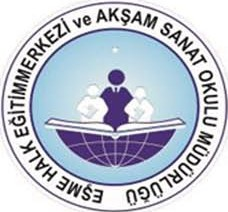 EŞME HALK EĞİTİMMERKEZİ ve AKŞAM SANAT OKULU MÜDÜRLÜĞÜ